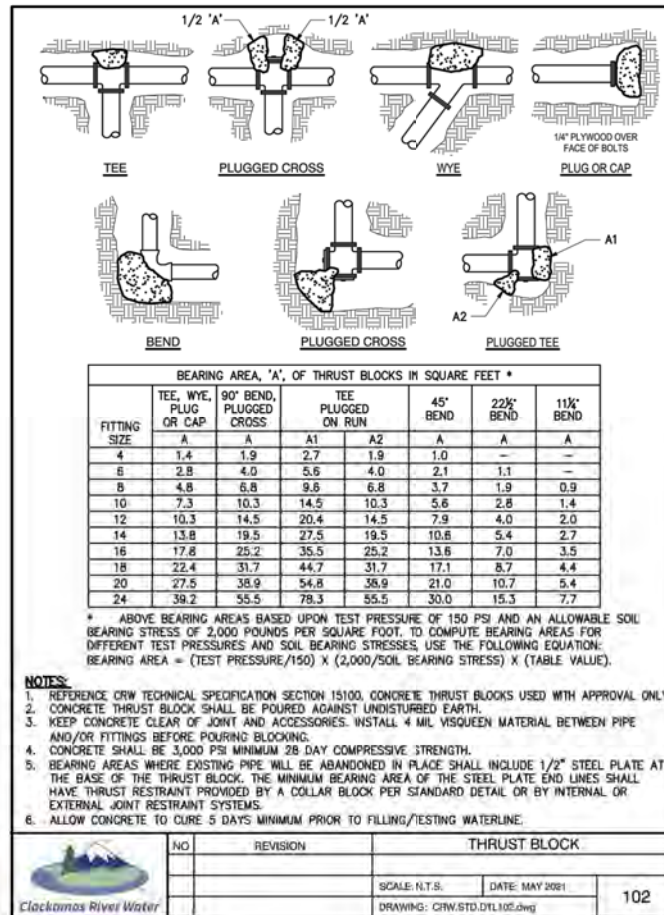 1/2 'A'
1/2 'A'
TEE
PLUGGED CROSS
WYE
1/4" PLYWOOD OVER
FACE OF BOLTS
PLUG OR CAP
BEND
PLUGGED CROSS
A1
A2
PLUGGED TEE
BEARING AREA, 'A', OF THRUST BLOCKS IN SQUARE FEET *
FITTING SIZE | TEE, WYE, PLUG OR CAP | 90° BEND, PLUGGED CROSS | TEE PLUGGED ON RUN | 45° BEND | 22½° BEND | 11¼° BEND
A A A1 A2 A A A
4 1.4 1.9 2.7 1.9 1.0 – –
6 2.8 4.0 5.6 4.0 2.1 1.1 –
8 4.8 6.8 9.6 6.8 3.7 1.9 0.9
10 7.3 10.3 14.5 10.3 5.6 2.8 1.4
12 10.3 14.5 20.4 14.5 7.9 4.0 2.0
14 13.8 19.5 27.5 19.5 10.6 5.4 2.7
16 17.8 25.2 35.5 25.2 13.6 7.0 3.5
18 22.4 31.7 44.7 31.7 17.1 8.7 4.4
20 27.5 38.9 54.8 38.9 21.0 10.7 5.4
24 39.2 55.5 78.3 55.5 30.0 15.3 7.7
* ABOVE BEARING AREAS BASED UPON TEST PRESSURE OF 150 PSI AND AN ALLOWABLE SOIL
BEARING STRESS OF 2,000 POUNDS PER SQUARE FOOT. TO COMPUTE BEARING AREAS FOR
DIFFERENT TEST PRESSURES AND SOIL BEARING STRESSES, USE THE FOLLOWING EQUATION:
BEARING AREA = (TEST PRESSURE/150) X (2,000/SOIL BEARING STRESS) X (TABLE VALUE).
NOTES:
1. REFERENCE CRW TECHNICAL SPECIFICATION SECTION 15100. CONCRETE THRUST BLOCKS USED WITH APPROVAL ONLY
2. CONCRETE THRUST BLOCK SHALL BE POURED AGAINST UNDISTURBED EARTH.
3. KEEP CONCRETE CLEAR OF JOINT AND ACCESSORIES. INSTALL 4 MIL VISQUEEN MATERIAL BETWEEN PIPE
AND/OR FITTINGS BEFORE POURING BLOCKING.
4. CONCRETE SHALL BE 3,000 PSI MINIMUM 28 DAY COMPRESSIVE STRENGTH.
5. BEARING AREAS WHERE EXISTING PIPE WILL BE ABANDONED IN PLACE SHALL INCLUDE 1/2" STEEL PLATE AT
THE BASE OF THE THRUST BLOCK. THE MINIMUM BEARING AREA OF THE STEEL PLATE END LINES SHALL
HAVE THRUST RESTRAINT PROVIDED BY A COLLAR BLOCK PER STANDARD DETAIL OR BY INTERNAL OR
EXTERNAL JOINT RESTRAINT SYSTEMS.
6. ALLOW CONCRETE TO CURE 5 DAYS MINIMUM PRIOR TO FILLING/TESTING WATERLINE.
Clackamas River Water
NO REVISION
THRUST BLOCK
SCALE: N.T.S. DATE: MAY 2021
DRAWING: CRW.STD.DTL102.dwg
102